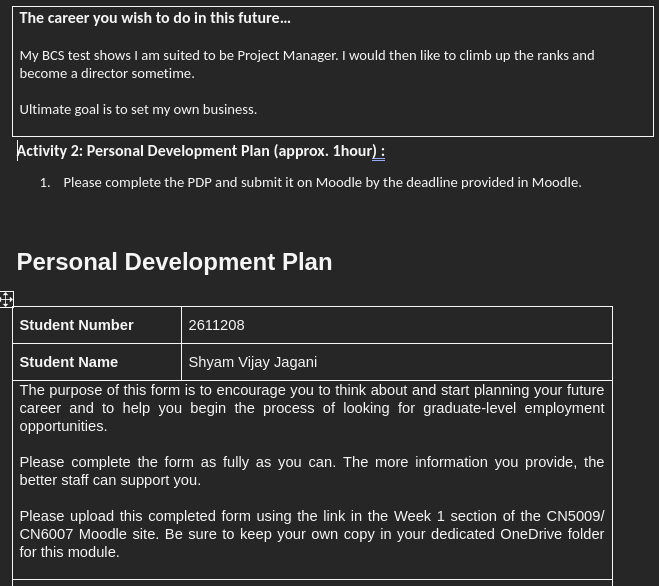 The career you wish to do in this future...
My BCS test shows I am suited to be Project Manager. I would then like to climb up the ranks and
become a director sometime.
Ultimate goal is to set my own business.
Activity 2: Personal Development Plan (approx. 1hour) :
1. Please complete the PDP and submit it on Moodle by the deadline provided in Moodle.
Personal Development Plan
Student Number 2611208
Student Name Shyam Vijay Jagani
The purpose of this form is to encourage you to think about and start planning your future
career and to help you begin the process of looking for graduate-level employment
opportunities.
Please complete the form as fully as you can. The more information you provide, the
better staff can support you.
Please upload this completed form using the link in the Week 1 section of the CN5009/
CN6007 Moodle site. Be sure to keep your own copy in your dedicated OneDrive folder
for this module.